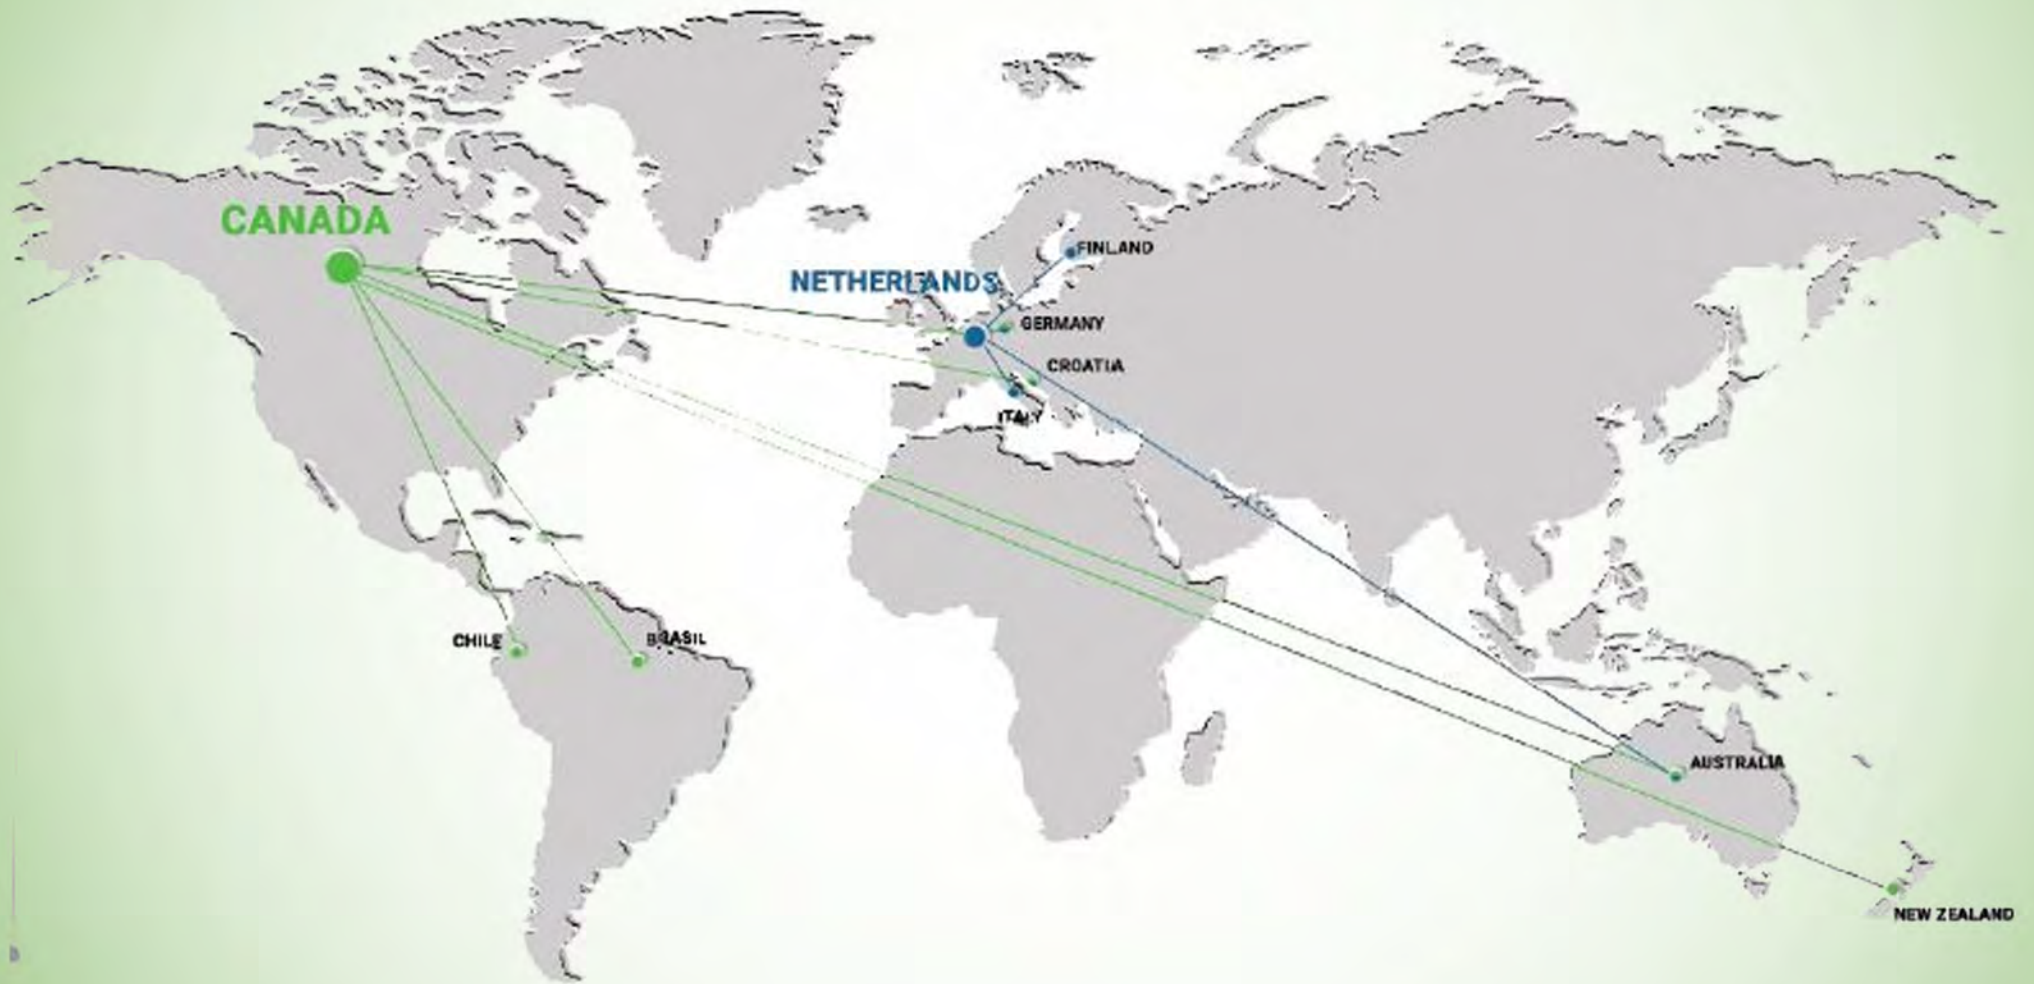 CANADA
FINLAND
NETHERLANDS
GERMANY
CROATIA
ITALY
CHILE
BRASIL
AUSTRALIA
NEW ZEALAND